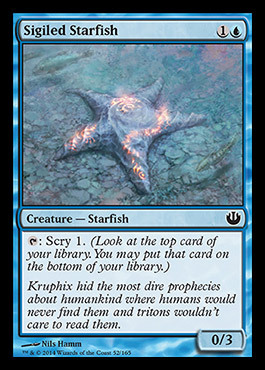 Sigiled Starfish 1
Creature — Starfish
: Scry 1. (Look at the top card of
your library. You may put that card on
the bottom of your library.)
Kruphix hid the most dire prophecies
about humankind where humans would
never find them and tritons wouldn't
care to read them.
Nils Hamm
0/3
™ & © 2014 Wizards of the Coast 52/165